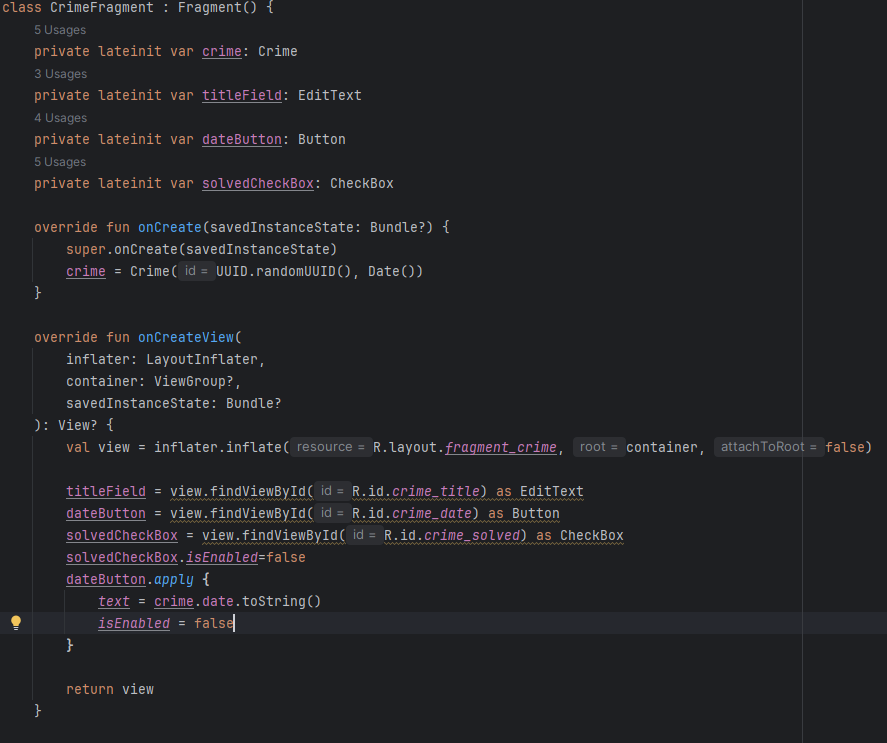 class CrimeFragment : Fragment() {
5 Usages
private lateinit var crime: Crime
3 Usages
private lateinit var titleField: EditText
4 Usages
private lateinit var dateButton: Button
5 Usages
private lateinit var solvedCheckBox: CheckBox
override fun onCreate(savedInstanceState: Bundle?) {
super.onCreate(savedInstanceState)
crime = Crime( id = UUID.randomUUID(), Date())
}
override fun onCreateView(
inflater: LayoutInflater,
container: ViewGroup?,
savedInstanceState: Bundle?
): View? {
val view = inflater.inflate( resource = R.layout.fragment_crime, root = container, attachToRoot = false)
titleField = view.findViewById( id = R.id.crime_title) as EditText
dateButton = view.findViewById( id = R.id.crime_date) as Button
solvedCheckBox = view.findViewById( id = R.id.crime_solved) as CheckBox
solvedCheckBox.isEnabled=false
dateButton.apply {
text = crime.date.toString()
isEnabled = false
}
return view
}